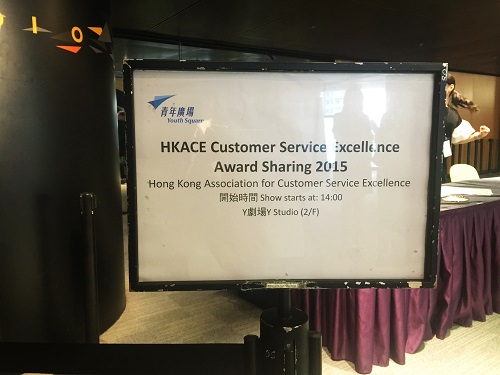 青年廣場
Youth Square
HKACE Customer Service Excellence
Award Sharing 2015
Hong Kong Association for Customer Service Excellence
開始時間 Show starts at: 14:00
Y劇場Y Studio (2/F)